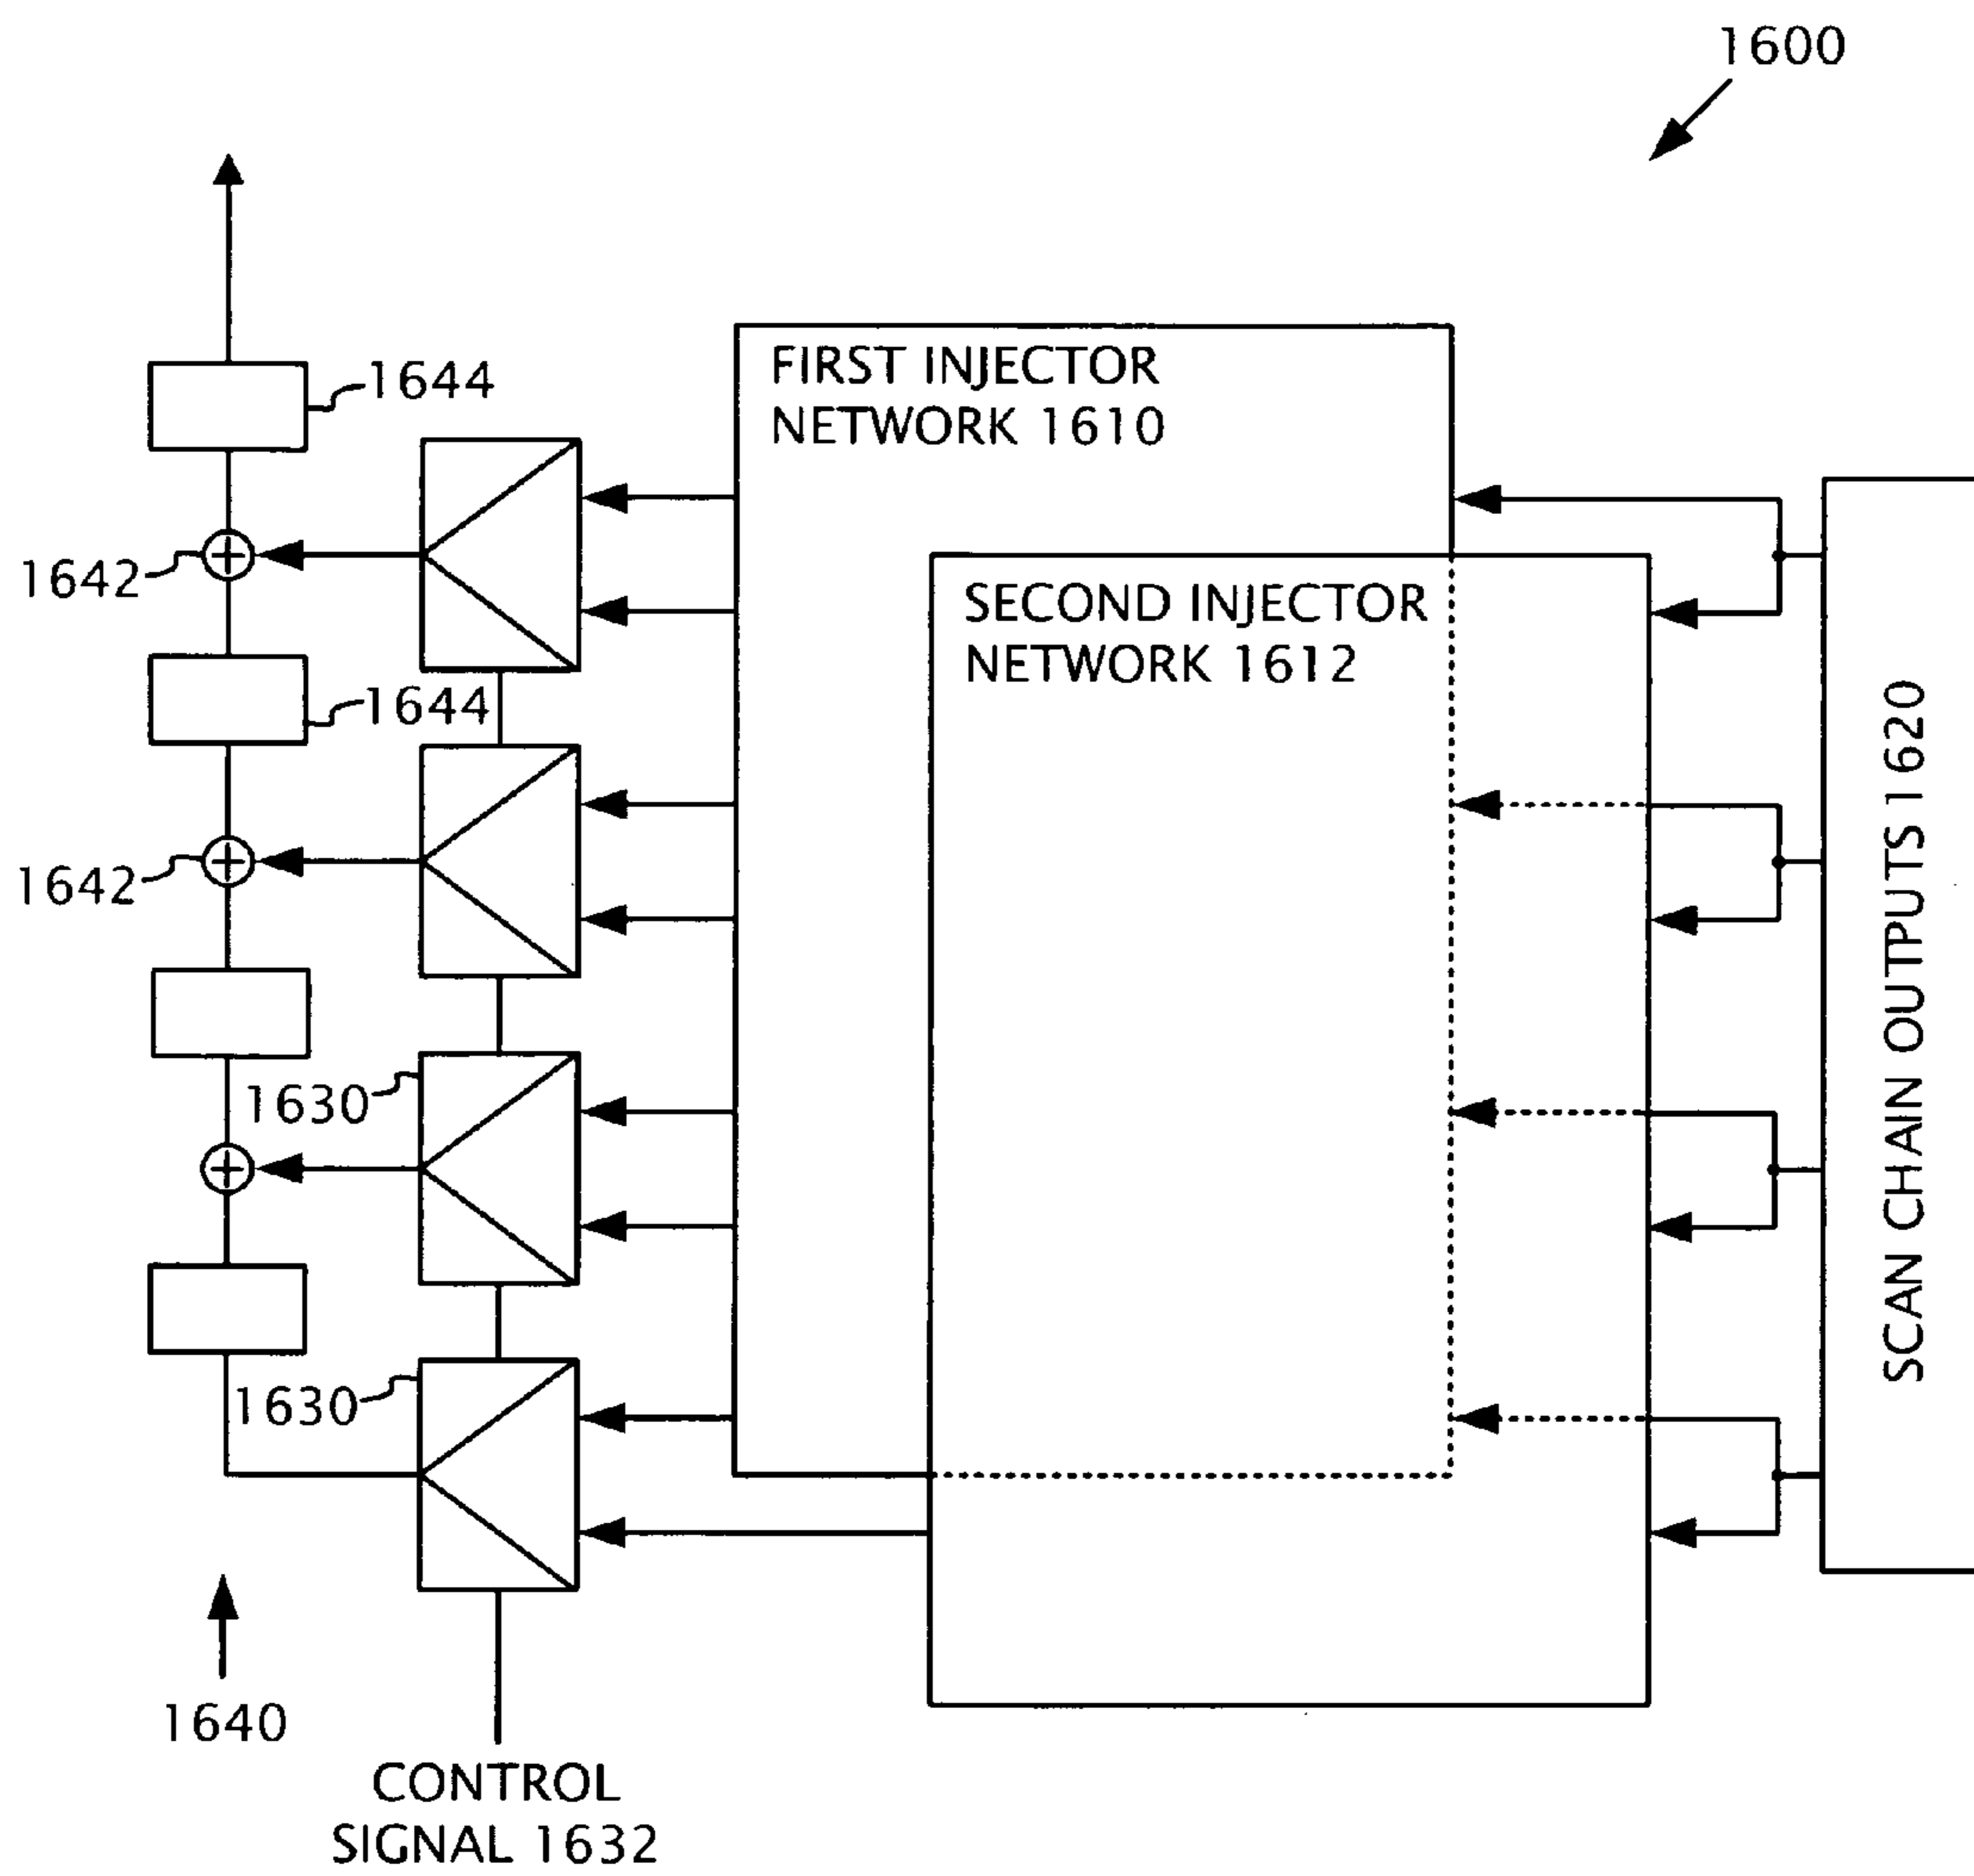 1600
FIRST INJECTOR
NETWORK 1610
1644
1642
SECOND INJECTOR
NETWORK 1612
1644
1642
SCAN CHAIN OUTPUTS 1620
1630
1630
1640
CONTROL
SIGNAL 1632